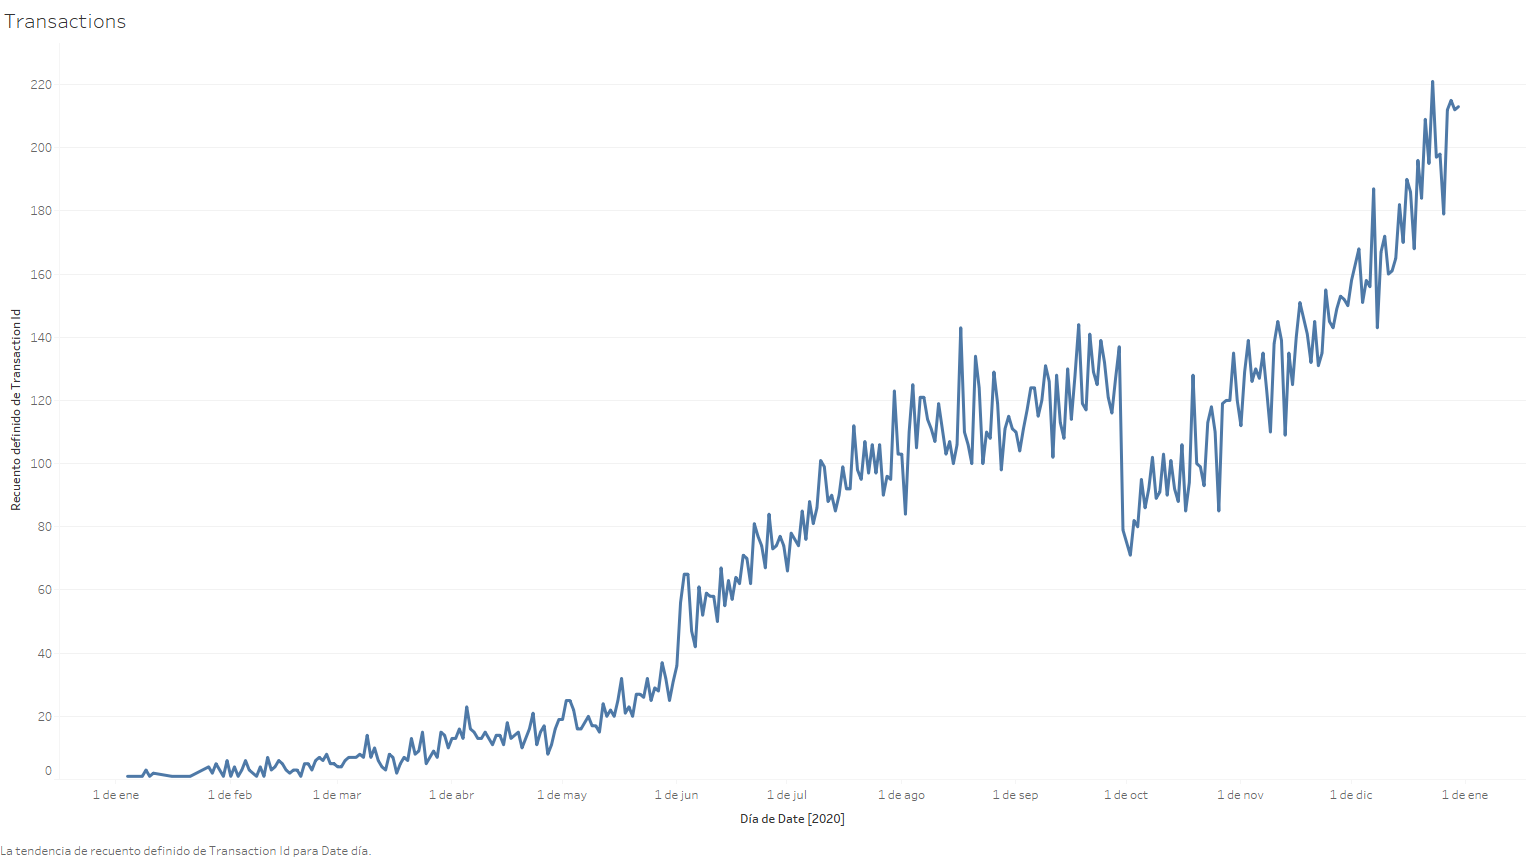 Transactions
220
200
180
160
140
120
100
80
60
40
20
0
Recuento definido de Transaction Id
1 de ene
1 de feb
1 de mar
1 de abr
1 de may
1 de jun
1 de jul
1 de ago
1 de sep
1 de oct
1 de nov
1 de dic
1 de ene
Día de Date [2020]
La tendencia de recuento definido de Transaction Id para Date día.